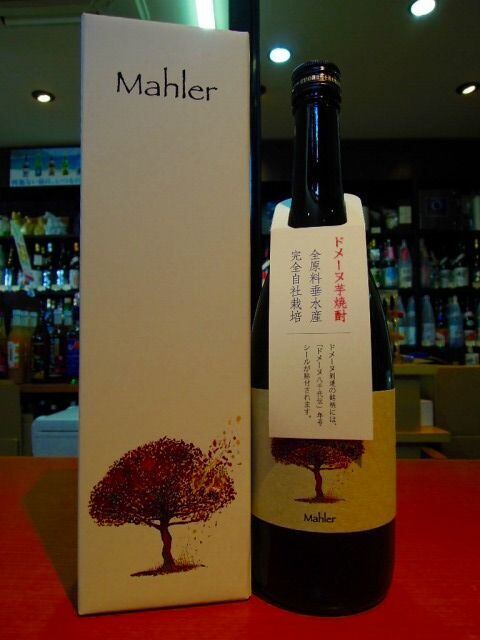 Mahler
ドメーヌ芋焼酎
全原料垂水産
完全自社栽培
ドメーヌ到達の銘柄には、
「ドメーヌ八千代伝」年号
シールが貼付されます。
Mahler